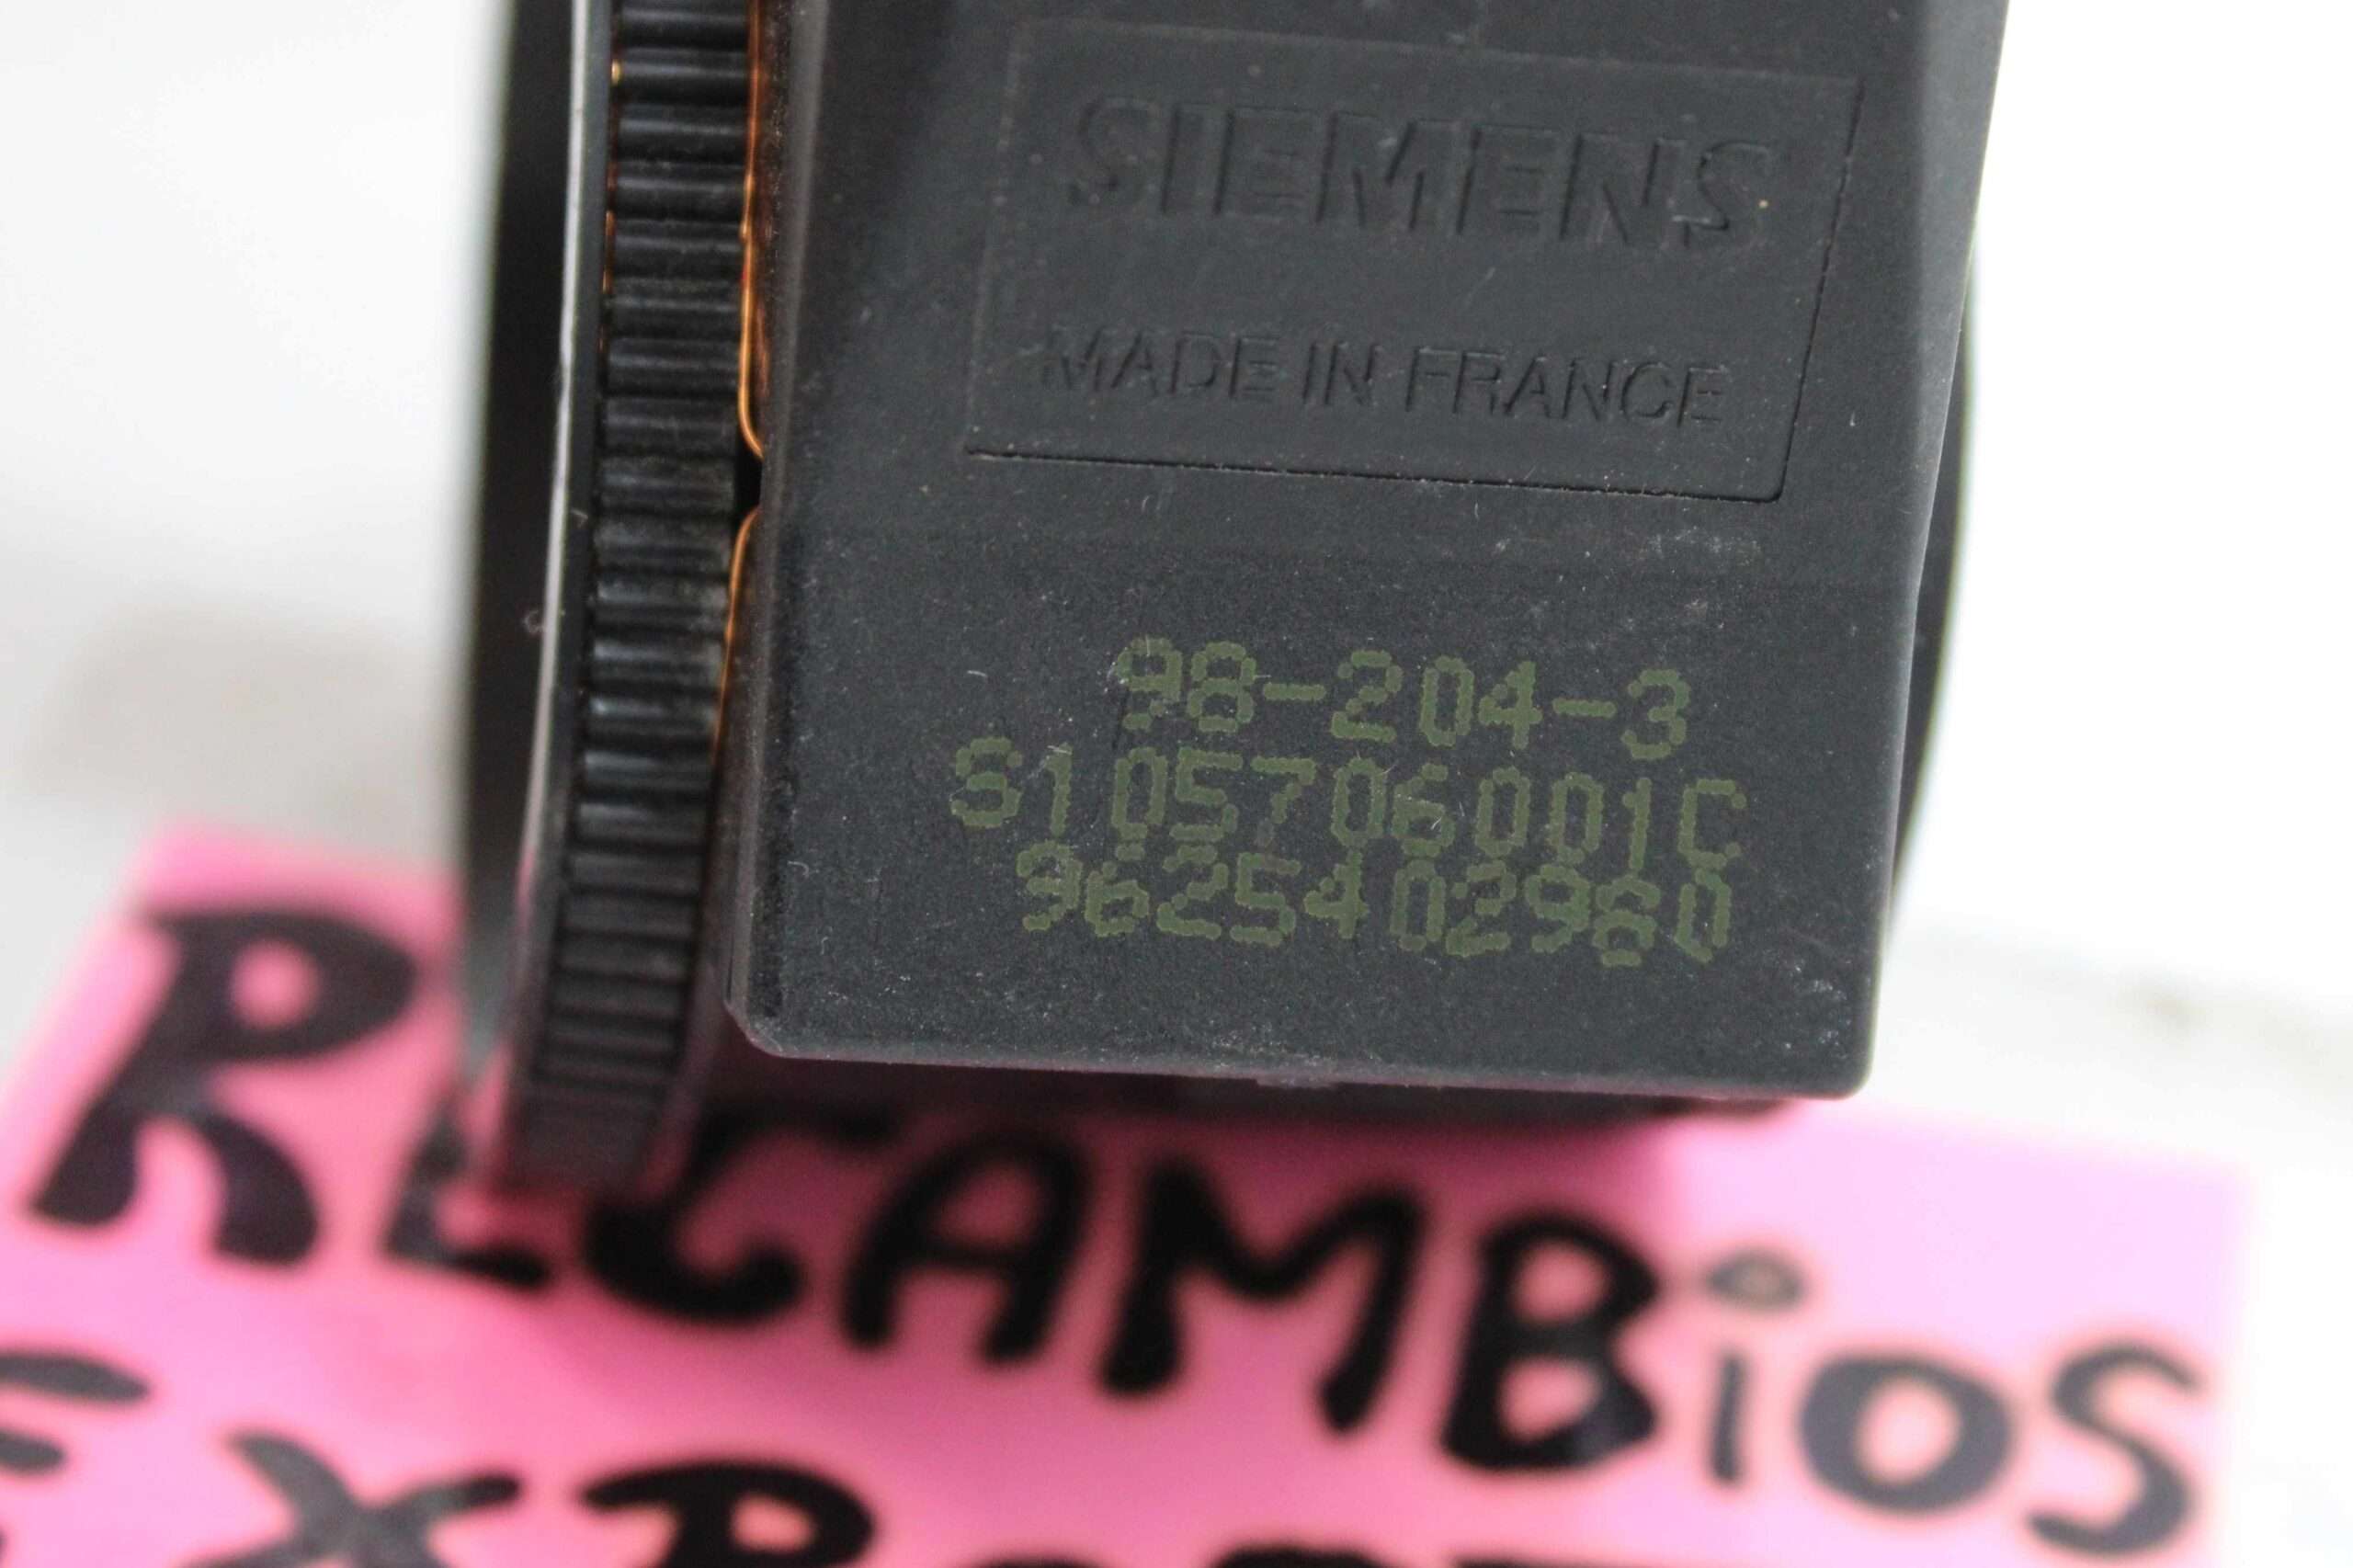 SIEMENS
MADE IN FRANCE
98-204-3
S105706001C
9625402980
RECAMBiOS